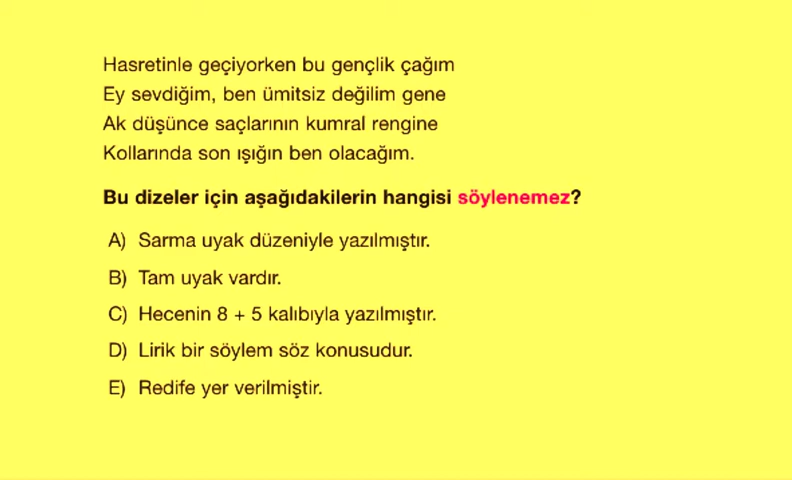 Hasretinle geçiyorken bu gençlik çağım
Ey sevdiğim, ben ümitsiz değilim gene
Ak düşünce saçlarının kumral rengine
Kollarında son ışığın ben olacağım.
Bu dizeler için aşağıdakilerin hangisi söylenemez?
A) Sarma uyak düzeniyle yazılmıştır.
B) Tam uyak vardır.
C) Hecenin 8 + 5 kalıbıyla yazılmıştır.
D) Lirik bir söylem söz konusudur.
E) Redife yer verilmiştir.